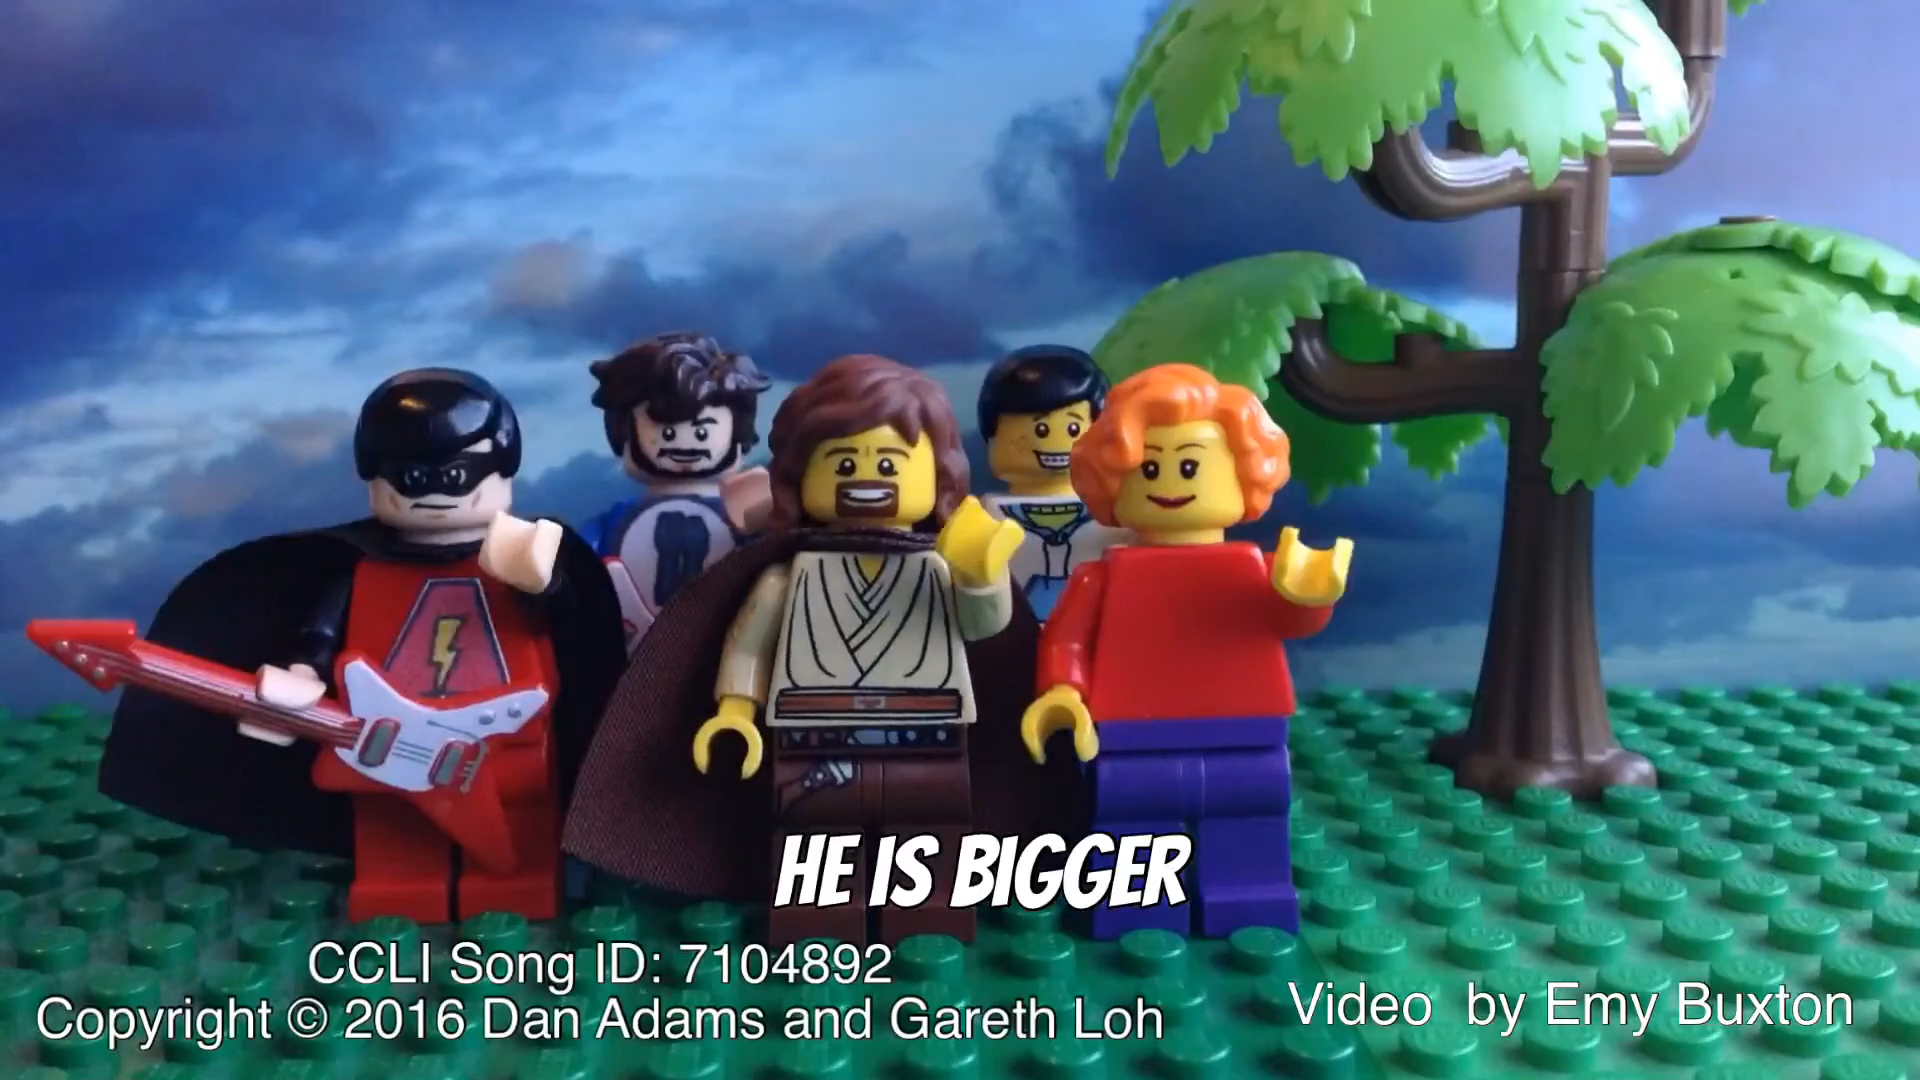 HE IS BIGGER
CCLI Song ID: 7104892
Copyright © 2016 Dan Adams and Gareth Loh
Video by Emy Buxton